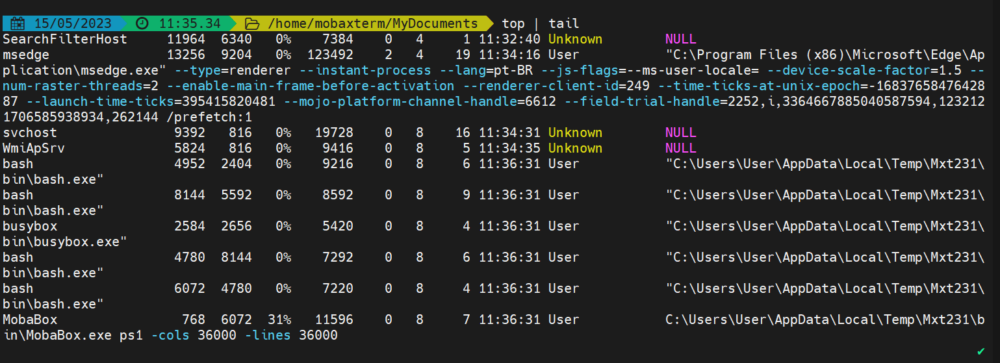 15/05/2023 11:35.34 /home/mobaxterm/MyDocuments top | tail
SearchFilterHost 11964 6340 0% 7384 0 4 1 11:32:40 Unknown NULL
msedge 13256 9204 0% 123492 2 4 19 11:34:16 User "C:\Program Files (x86)\Microsoft\Edge\Ap
plication\msedge.exe" --type=renderer --instant-process --lang=pt-BR --js-flags=--ms-user-locale= --device-scale-factor=1.5 --
num-raster-threads=2 --enable-main-frame-before-activation --renderer-client-id=249 --time-ticks-at-unix-epoch=-16837658476428
87 --launch-time-ticks=395415820481 --mojo-platform-channel-handle=6612 --field-trial-handle=2252,i,3364667885040587594,123212
1706585938934,262144 /prefetch:1
svchost 9392 816 0% 19728 0 8 16 11:34:31 Unknown NULL
WmiApSrv 5824 816 0% 9416 0 8 5 11:34:35 Unknown NULL
bash 4952 2404 0% 9216 0 8 6 11:36:31 User "C:\Users\User\AppData\Local\Temp\Mxt231\
bin\bash.exe"
bash 8144 5592 0% 8592 0 8 9 11:36:31 User "C:\Users\User\AppData\Local\Temp\Mxt231\
bin\bash.exe"
busybox 2584 2656 0% 5420 0 8 4 11:36:31 User "C:\Users\User\AppData\Local\Temp\Mxt231\
bin\busybox.exe"
bash 4780 8144 0% 7292 0 8 6 11:36:31 User "C:\Users\User\AppData\Local\Temp\Mxt231\
bin\bash.exe"
bash 6072 4780 0% 7220 0 8 4 11:36:31 User "C:\Users\User\AppData\Local\Temp\Mxt231\
bin\bash.exe"
MobaBox 768 6072 31% 11596 0 8 7 11:36:31 User C:\Users\User\AppData\Local\Temp\Mxt231\b
in\MobaBox.exe ps1 -cols 36000 -lines 36000
✔